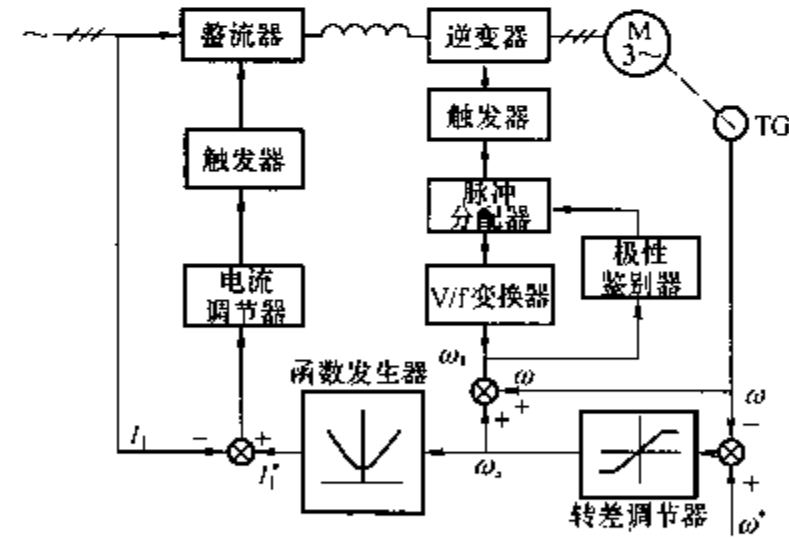 ~
整流器
逆变器
M
3~
TG
触发器
触发器
脉冲
分配器
极性
鉴别器
电流
调节器
V/f变换器
函数发生器
ω₁
ω
ω
+
+
−
I₁
−
+
I₁*
ωs
+
转差调节器
ω*